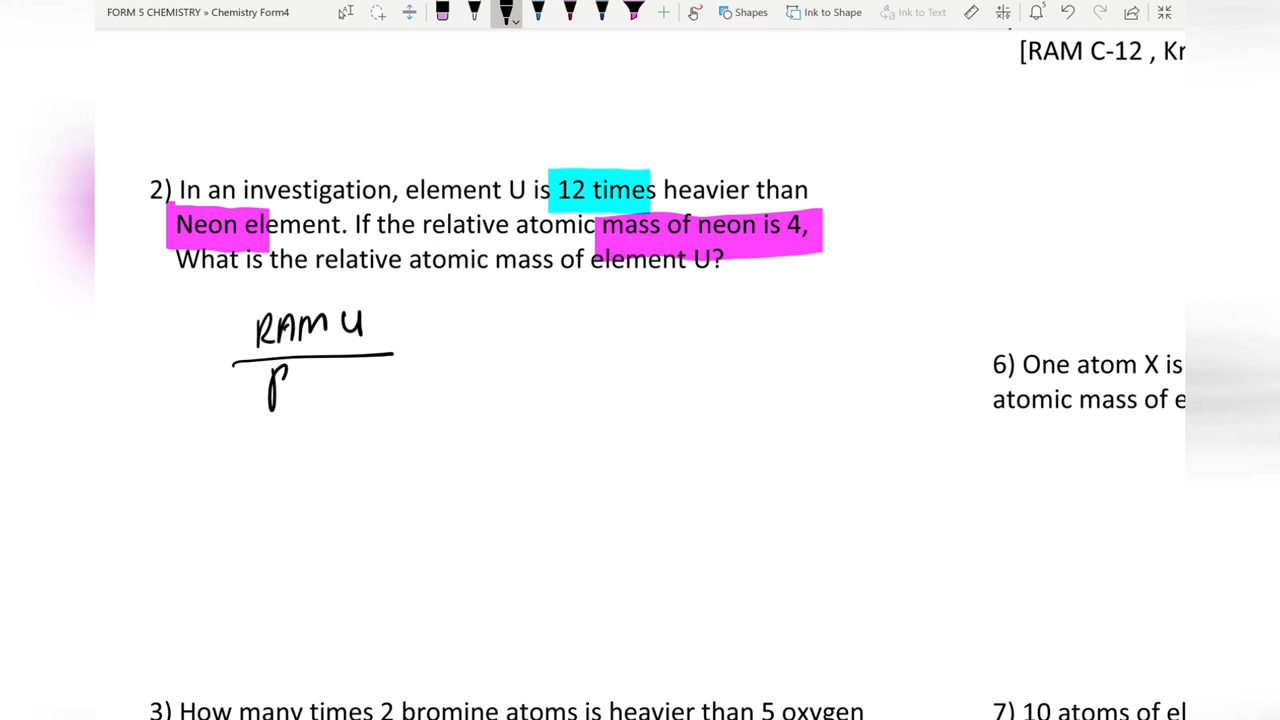 FORM 5 CHEMISTRY » Chemistry Form4
Shapes
Ink to Shape
Ink to Text
[RAM C-12 , Kr
2) In an investigation, element U is 12 times heavier than
Neon element. If the relative atomic mass of neon is 4,
What is the relative atomic mass of element U?
RAM U
6) One atom X is
atomic mass of e
3) How many times 2 bromine atoms is heavier than 5 oxygen
7) 10 atoms of el